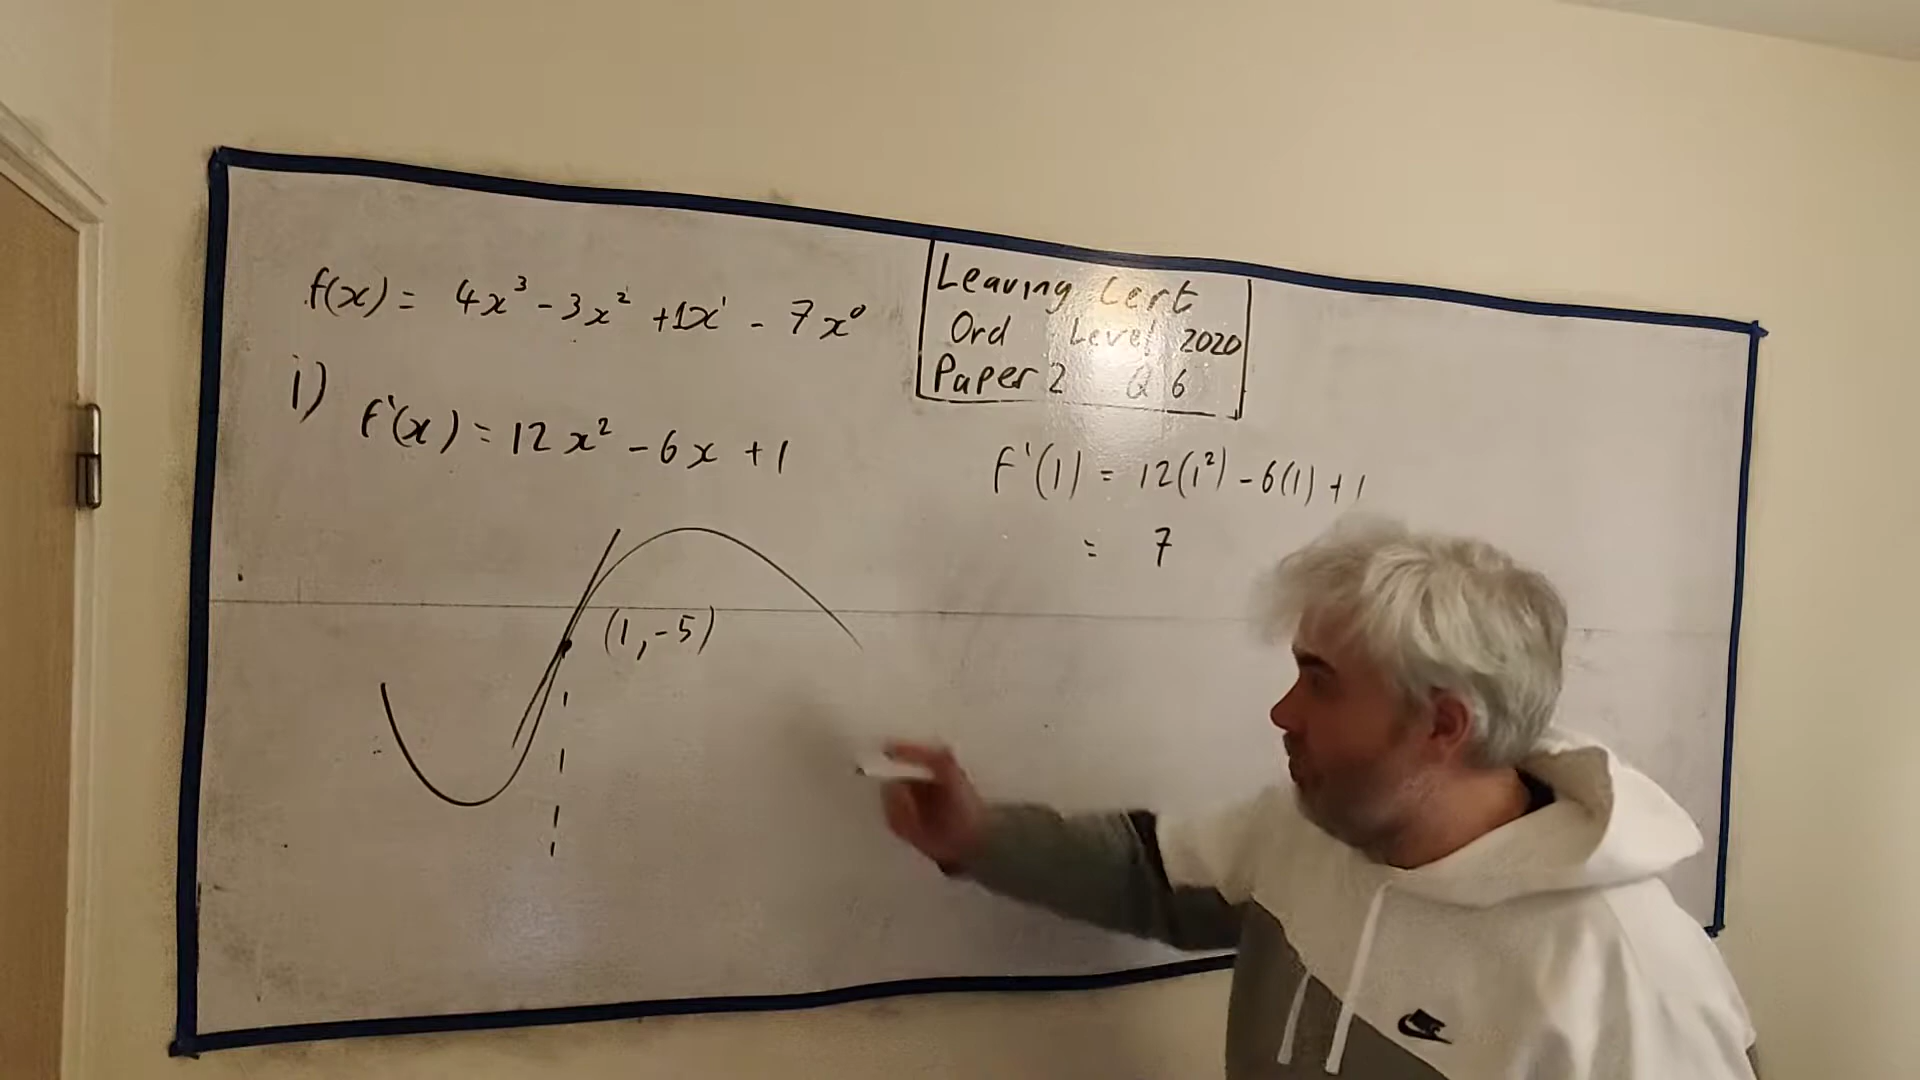 f(x) = 4x³ - 3x² + 1x¹ - 7x⁰
Leaving Cert
Ord Level 2020
Paper 2 Q 6
i) f'(x) = 12x² - 6x + 1
f'(1) = 12(1²) - 6(1) + 1
= 7
(1, -5)